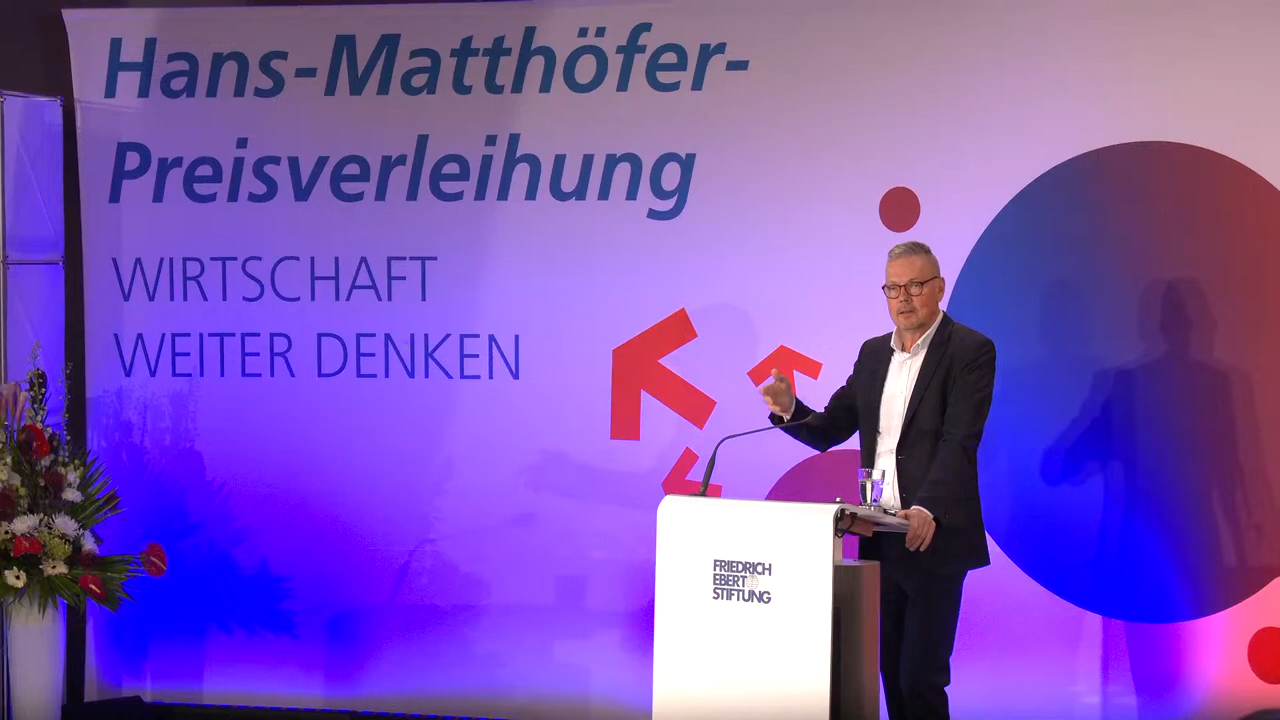 Hans-Matthöfer-
Preisverleihung
WIRTSCHAFT
WEITER DENKEN
FRIEDRICH
EBERT
STIFTUNG